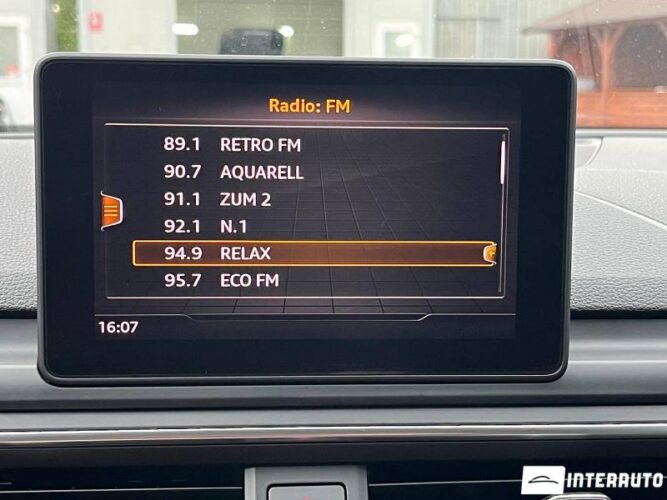 Radio: FM
89.1 RETRO FM
90.7 AQUARELL
91.1 ZUM 2
92.1 N.1
94.9 RELAX
95.7 ECO FM
16:07
INTERAUTO